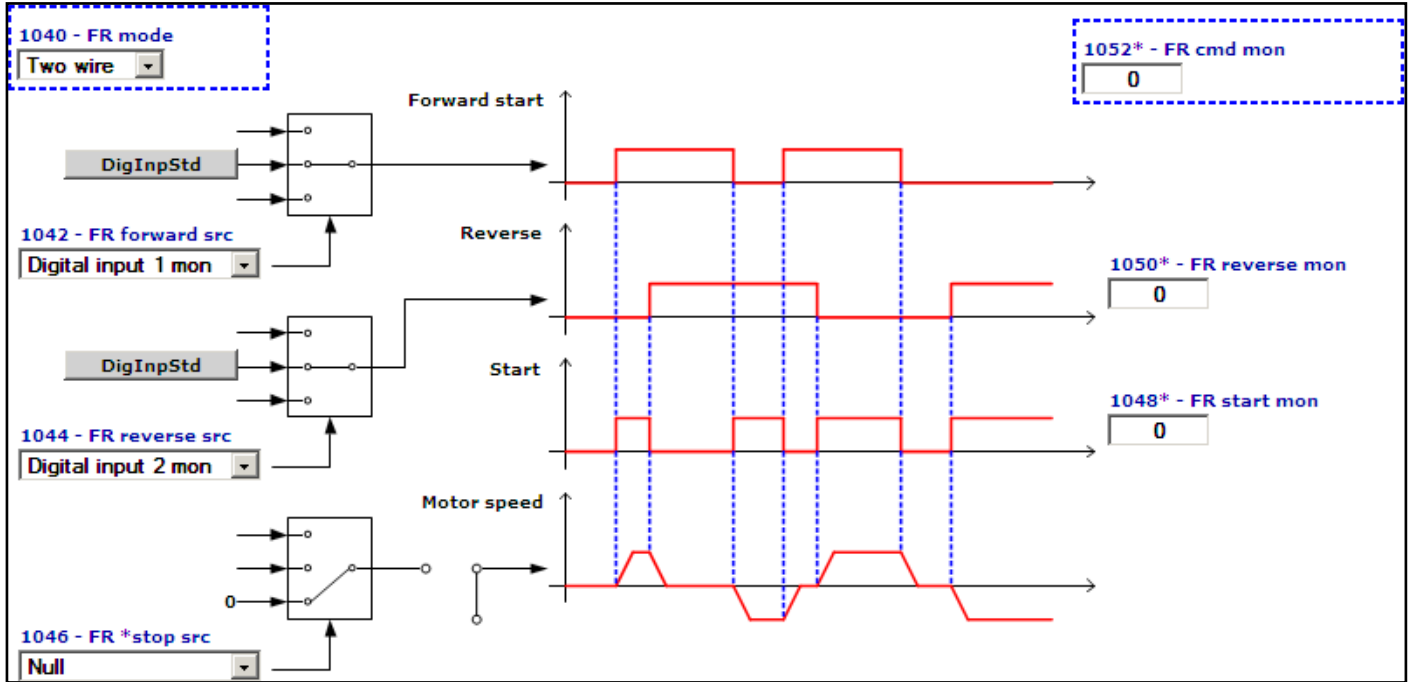 1040 - FR mode
Two wire
1052* - FR cmd mon
0
Forward start
DigInpStd
1042 - FR forward src
Digital input 1 mon
Reverse
1050* - FR reverse mon
0
DigInpStd
Start
1048* - FR start mon
0
1044 - FR reverse src
Digital input 2 mon
Motor speed
0
1046 - FR *stop src
Null